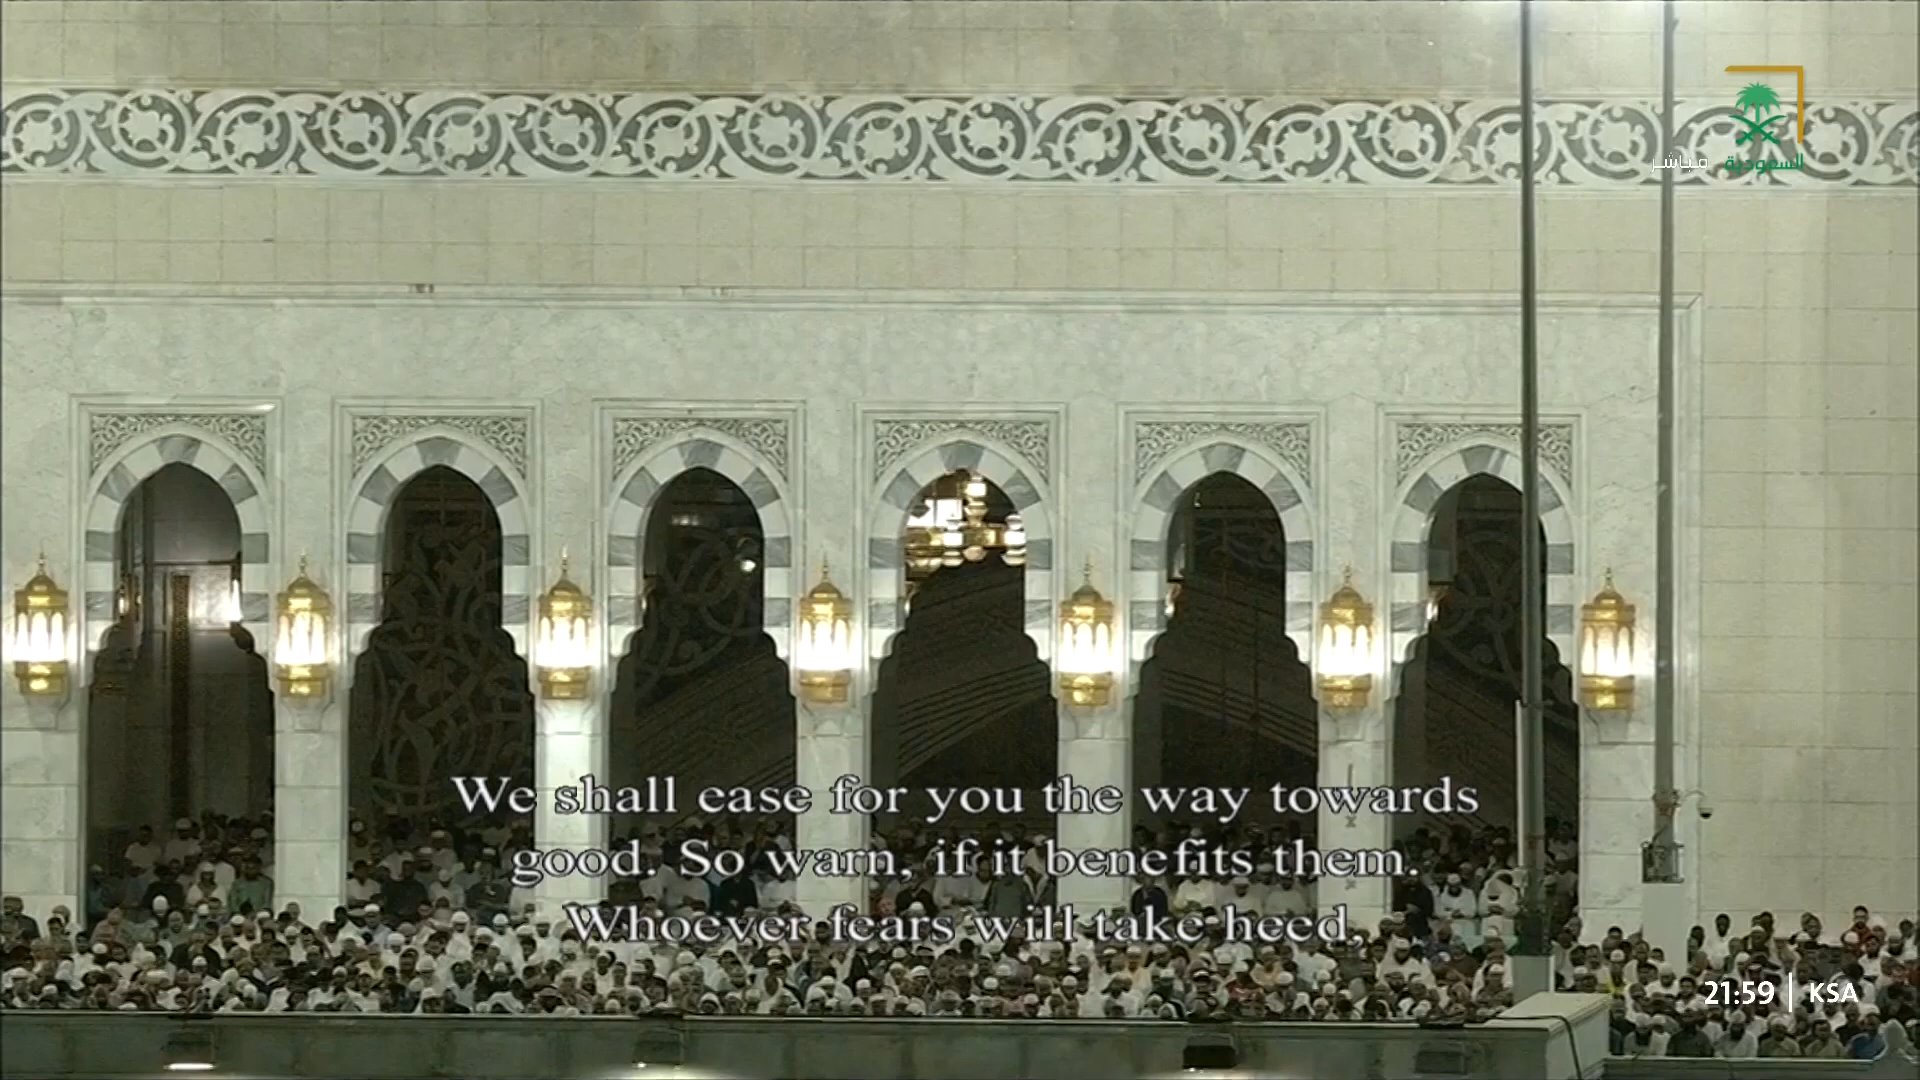 السعودية
مباشر
We shall ease for you the way towards
good. So warn, if it benefits them.
Whoever fears will take heed,
21:59 | KSA